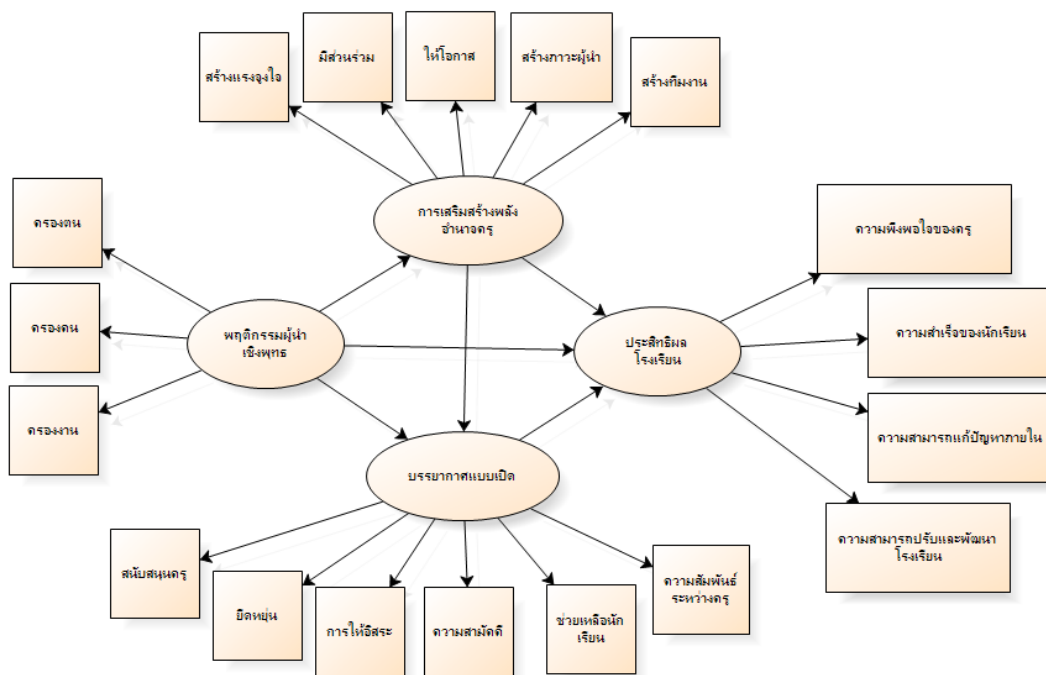 สร้างแรงจูงใจ
มีส่วนร่วม
ให้โอกาส
สร้างภาวะผู้นำ
สร้างทีมงาน
การเสริมสร้างพลัง
อำนาจครู
ครองตน
ครองคน
ครองงาน
พฤติกรรมผู้นำ
เชิงพุทธ
ความพึงพอใจของครู
ความสำเร็จของนักเรียน
ประสิทธิผล
โรงเรียน
ความสามารถแก้ปัญหาภายใน
ความสามารถปรับและพัฒนา
โรงเรียน
บรรยากาศแบบเปิด
สนับสนุนครู
ยืดหยุ่น
การให้อิสระ
ความสามัคคี
ช่วยเหลือนัก
เรียน
ความสัมพันธ์
ระหว่างครู